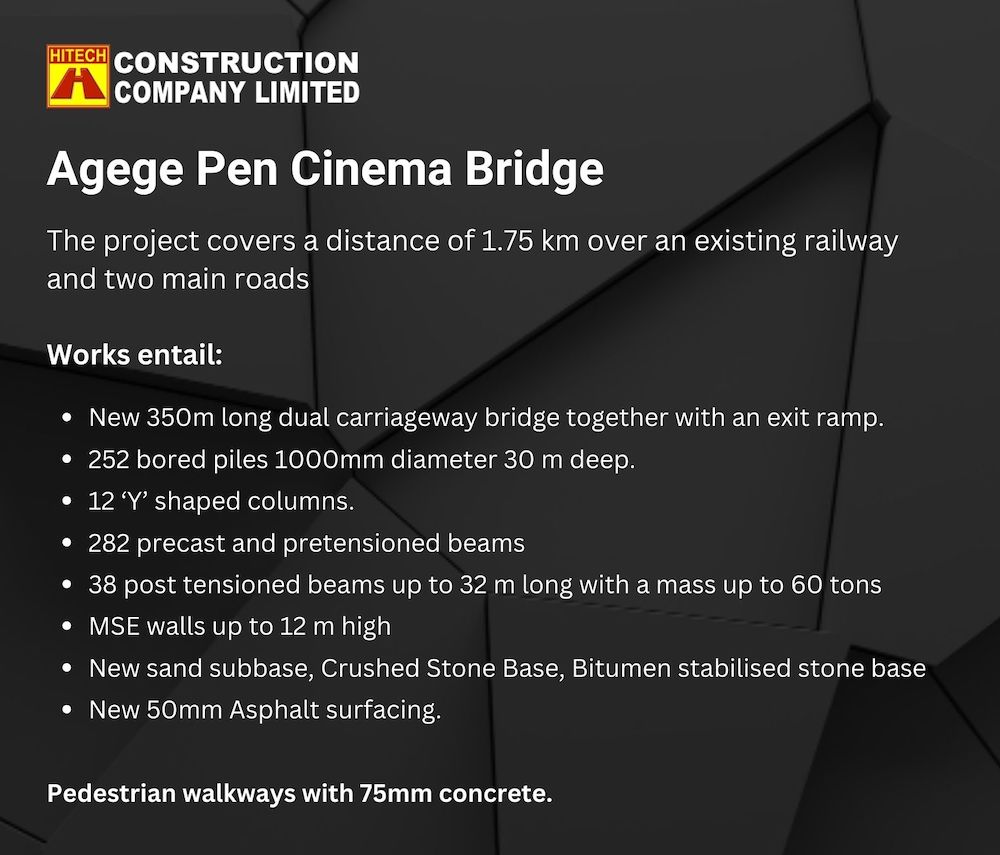 HITECH
CONSTRUCTION
COMPANY LIMITED
Agege Pen Cinema Bridge
The project covers a distance of 1.75 km over an existing railway
and two main roads
Works entail:
• New 350m long dual carriageway bridge together with an exit ramp.
• 252 bored piles 1000mm diameter 30 m deep.
• 12 ‘Y’ shaped columns.
• 282 precast and pretensioned beams
• 38 post tensioned beams up to 32 m long with a mass up to 60 tons
• MSE walls up to 12 m high
• New sand subbase, Crushed Stone Base, Bitumen stabilised stone base
• New 50mm Asphalt surfacing.
Pedestrian walkways with 75mm concrete.